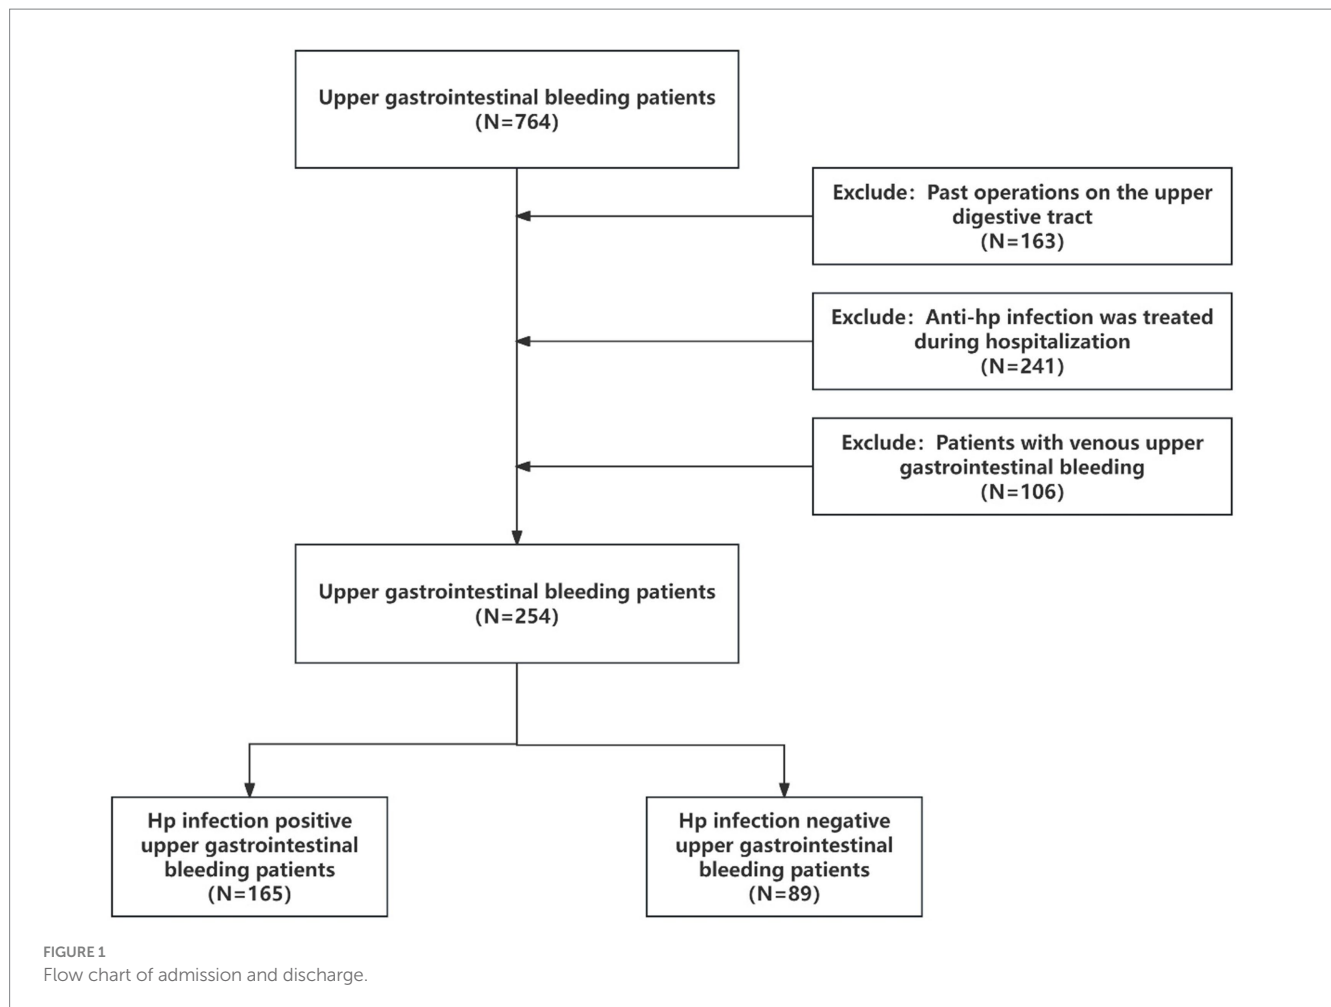 Upper gastrointestinal bleeding patients
(N=764)
Exclude: Past operations on the upper
digestive tract
(N=163)
Exclude: Anti-hp infection was treated
during hospitalization
(N=241)
Exclude: Patients with venous upper
gastrointestinal bleeding
(N=106)
Upper gastrointestinal bleeding patients
(N=254)
Hp infection positive
upper gastrointestinal
bleeding patients
(N=165)
Hp infection negative
upper gastrointestinal
bleeding patients
(N=89)
FIGURE 1
Flow chart of admission and discharge.